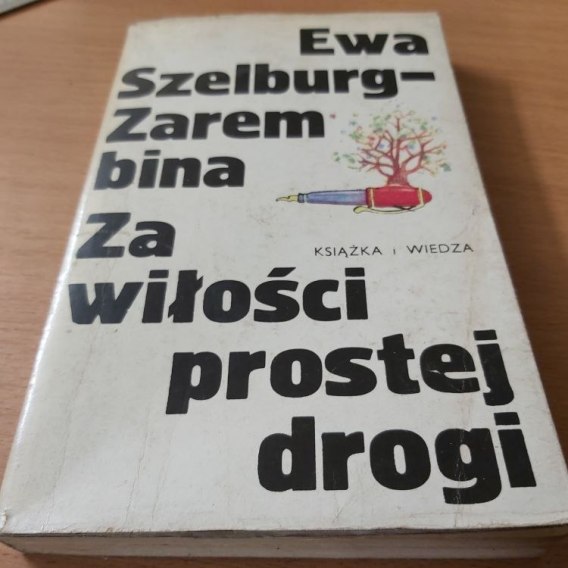 Ewa
Szelburg-
Zarem
bina
Za
KSIĄŻKA I WIEDZA
wiłości
prostej
drogi